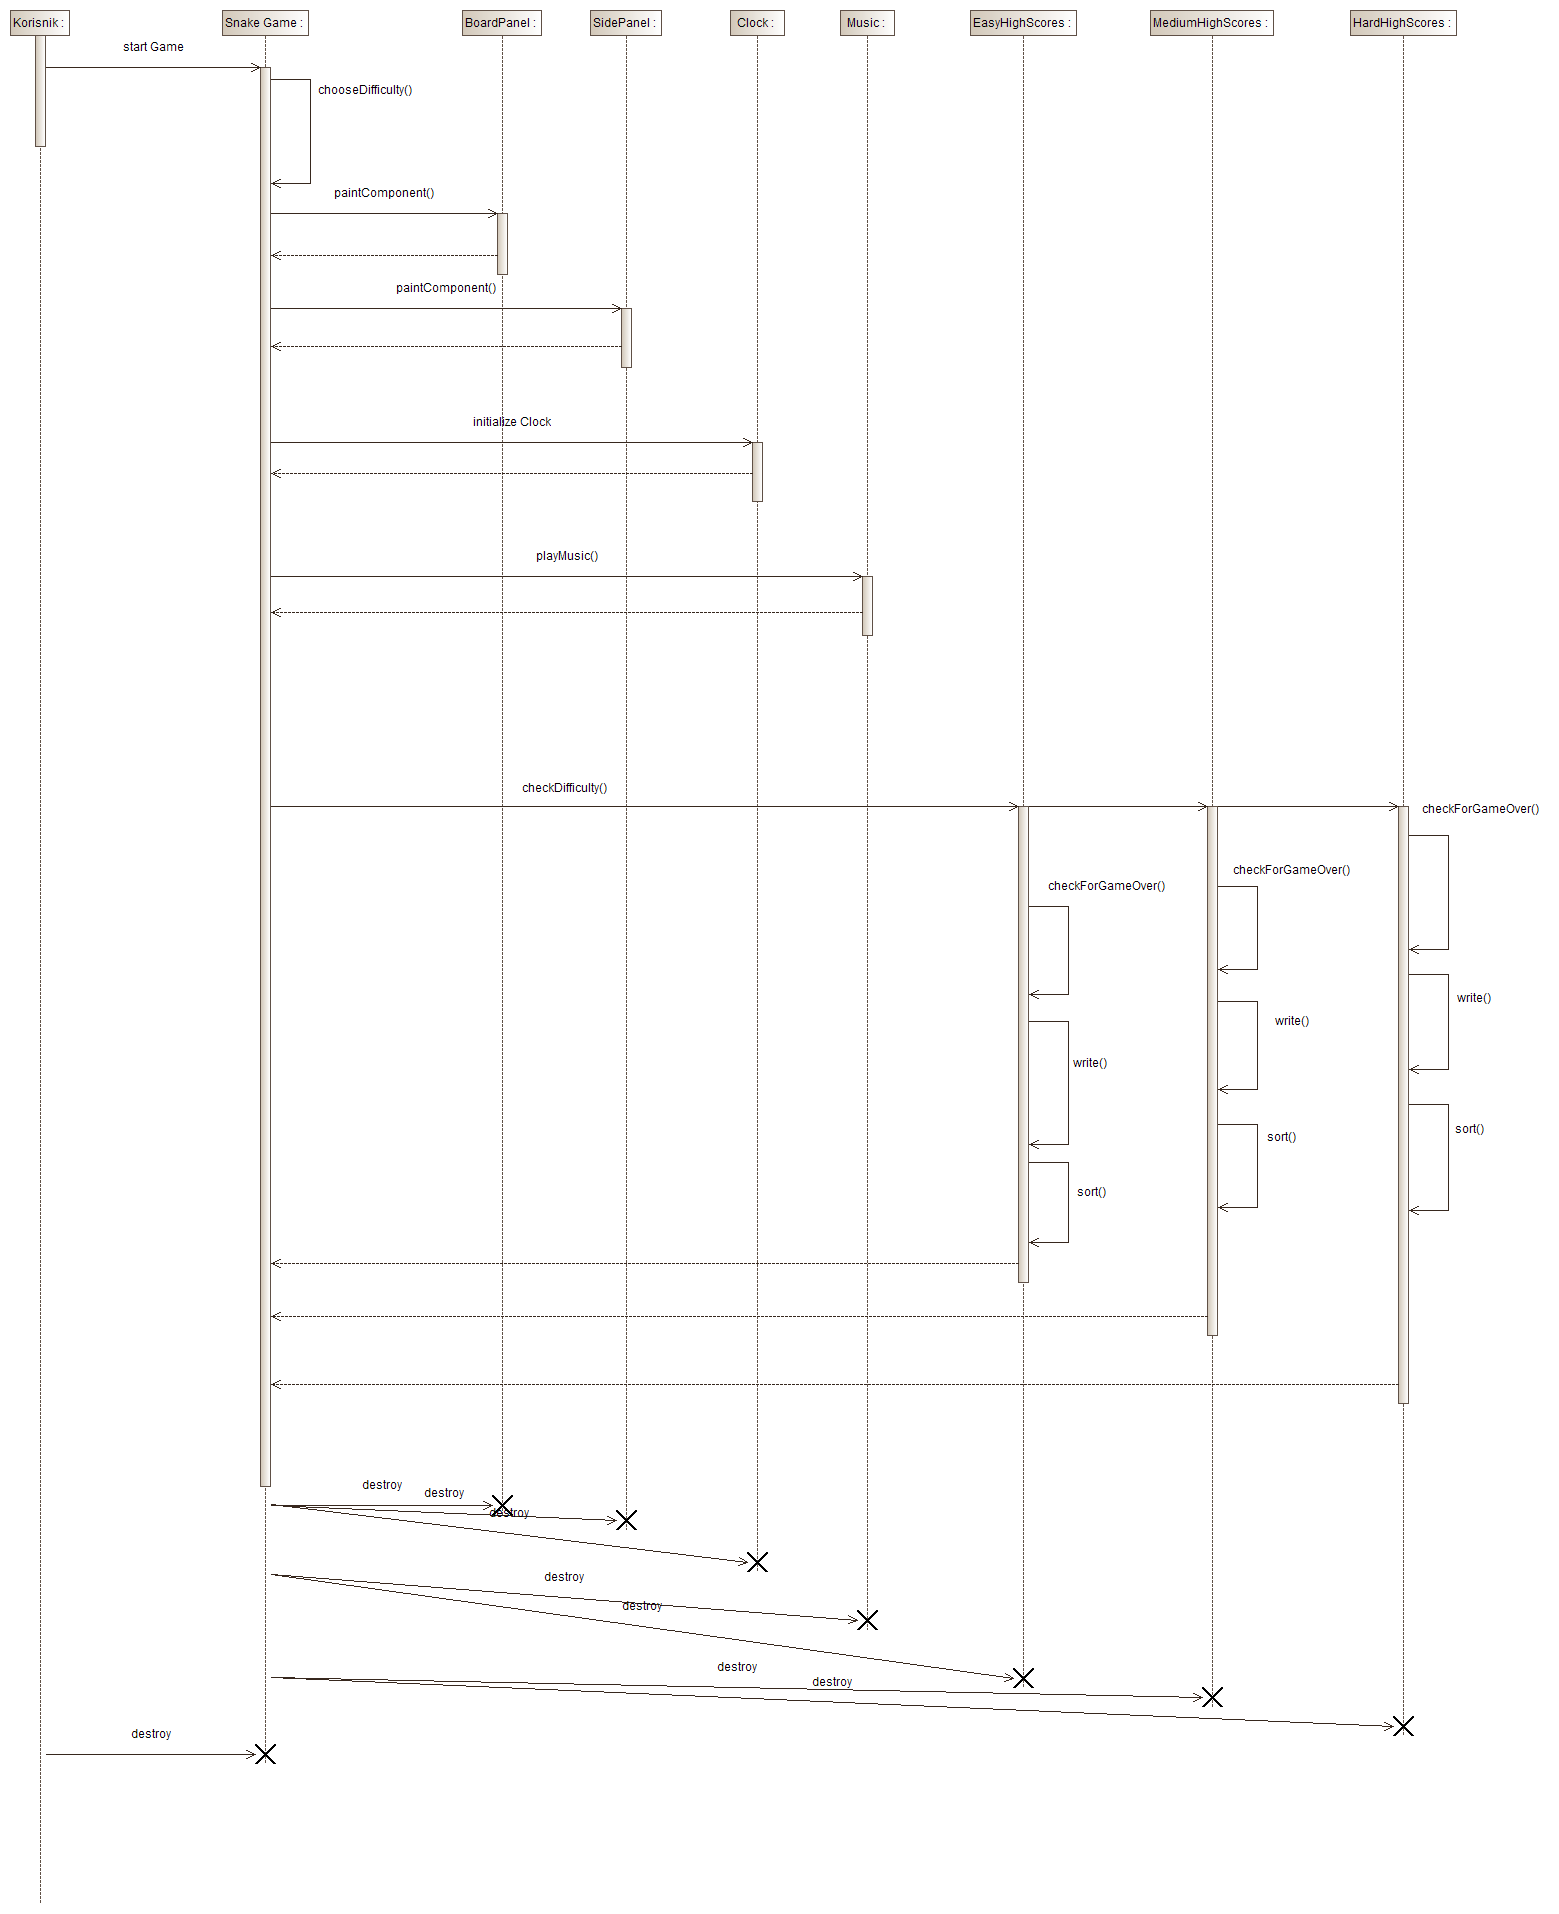 Korisnik :
Snake Game :
BoardPanel :
SidePanel :
Clock :
Music :
EasyHighScores :
MediumHighScores :
HardHighScores :
start Game
chooseDifficulty()
paintComponent()
paintComponent()
initialize Clock
playMusic()
checkDifficulty()
checkForGameOver()
checkForGameOver()
checkForGameOver()
write()
write()
write()
sort()
sort()
sort()
destroy
destroy
destroy
destroy
destroy
destroy
destroy
destroy